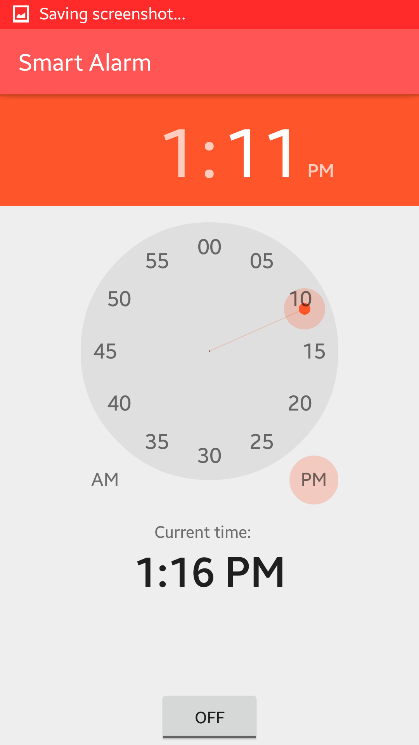 Saving screenshot...
Smart Alarm
1:11 PM
00
55 05
50 10
45 15
40 20
35 25
30
AM PM
Current time:
1:16 PM
OFF